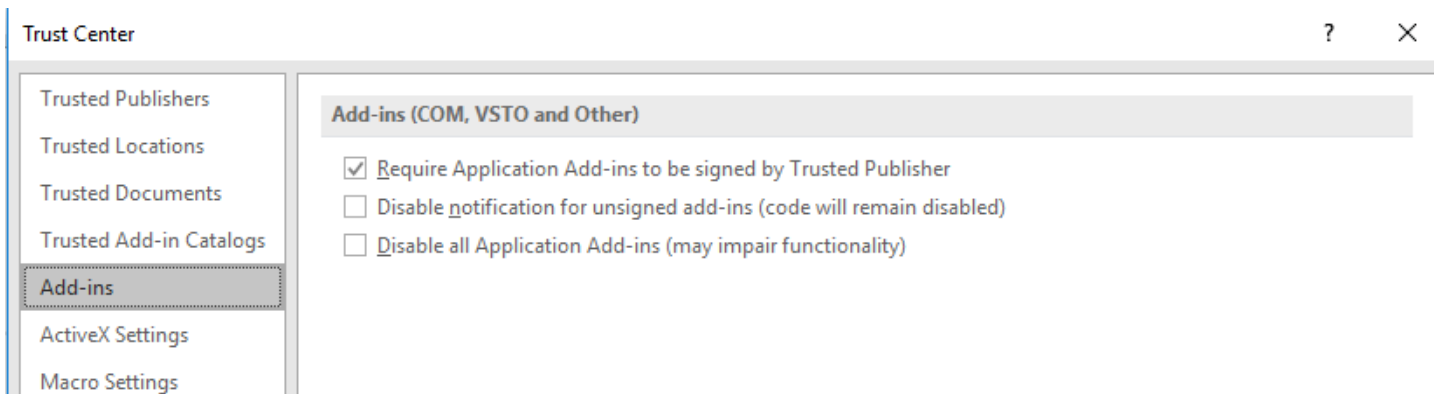 Trust Center
?
Trusted Publishers
Trusted Locations
Trusted Documents
Trusted Add-in Catalogs
Add-ins
ActiveX Settings
Macro Settings
Add-ins (COM, VSTO and Other)
Require Application Add-ins to be signed by Trusted Publisher
Disable notification for unsigned add-ins (code will remain disabled)
Disable all Application Add-ins (may impair functionality)